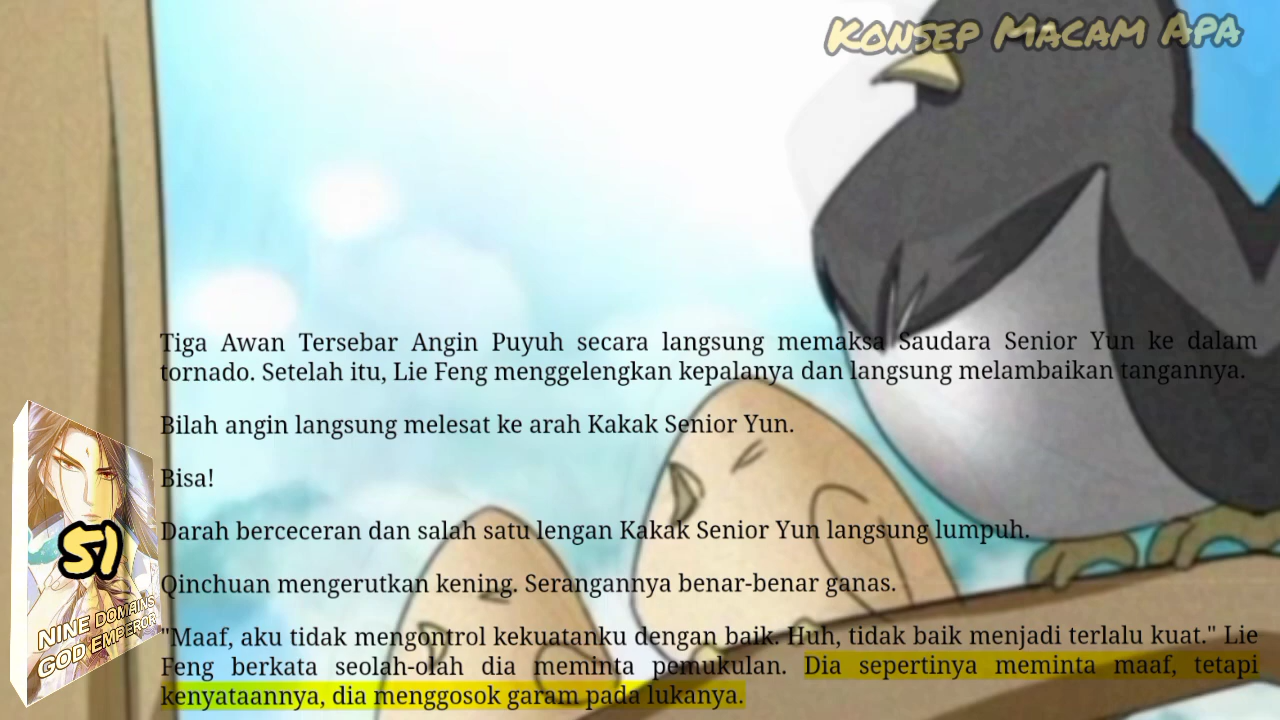 Konsep Macam Apa
Tiga Awan Tersebar Angin Puyuh secara langsung memaksa Saudara Senior Yun ke dalam
tornado. Setelah itu, Lie Feng menggelengkan kepalanya dan langsung melambaikan tangannya.
Bilah angin langsung melesat ke arah Kakak Senior Yun.
Bisa!
Darah berceceran dan salah satu lengan Kakak Senior Yun langsung lumpuh.
Qinchuan mengerutkan kening. Serangannya benar-benar ganas.
"Maaf, aku tidak mengontrol kekuatanku dengan baik. Huh, tidak baik menjadi terlalu kuat." Lie
Feng berkata seolah-olah dia meminta pemukulan. Dia sepertinya meminta maaf, tetapi
kenyataannya, dia menggosok garam pada lukanya.
51
NINE DOMAINS
GOD EMPEROR